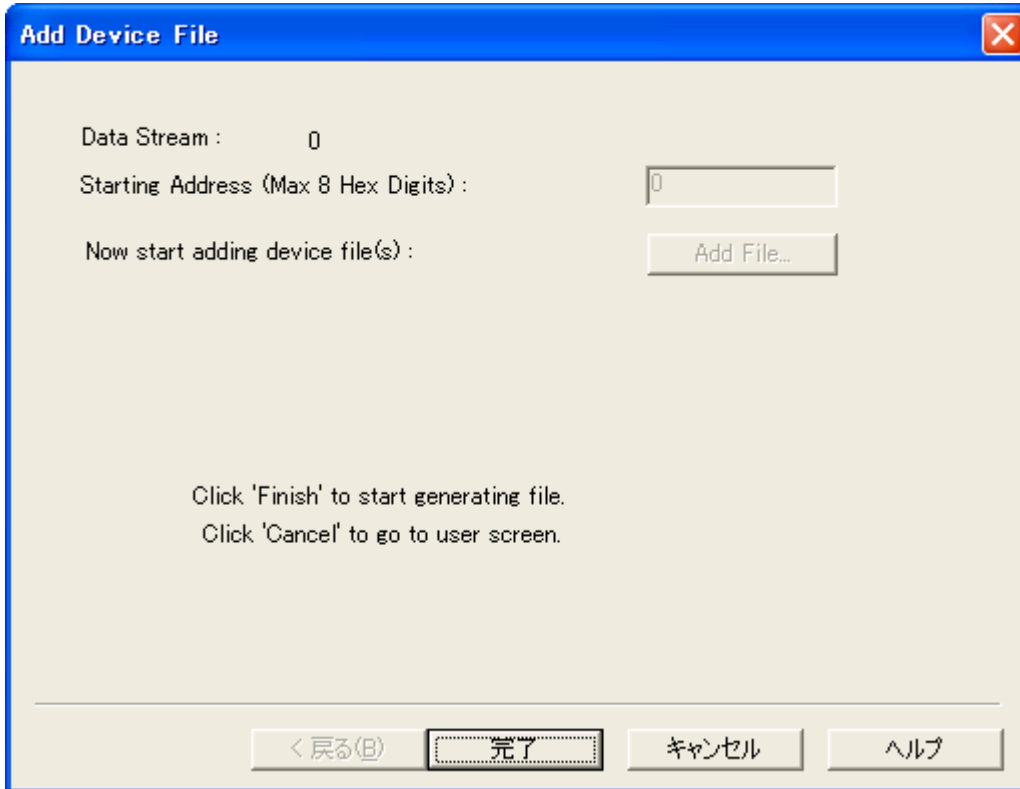 Add Device File
Data Stream : 0
Starting Address (Max 8 Hex Digits) : 0
Now start adding device file(s) : Add File...
Click 'Finish' to start generating file.
Click 'Cancel' to go to user screen.
< 戻る(B) 完了 キャンセル ヘルプ